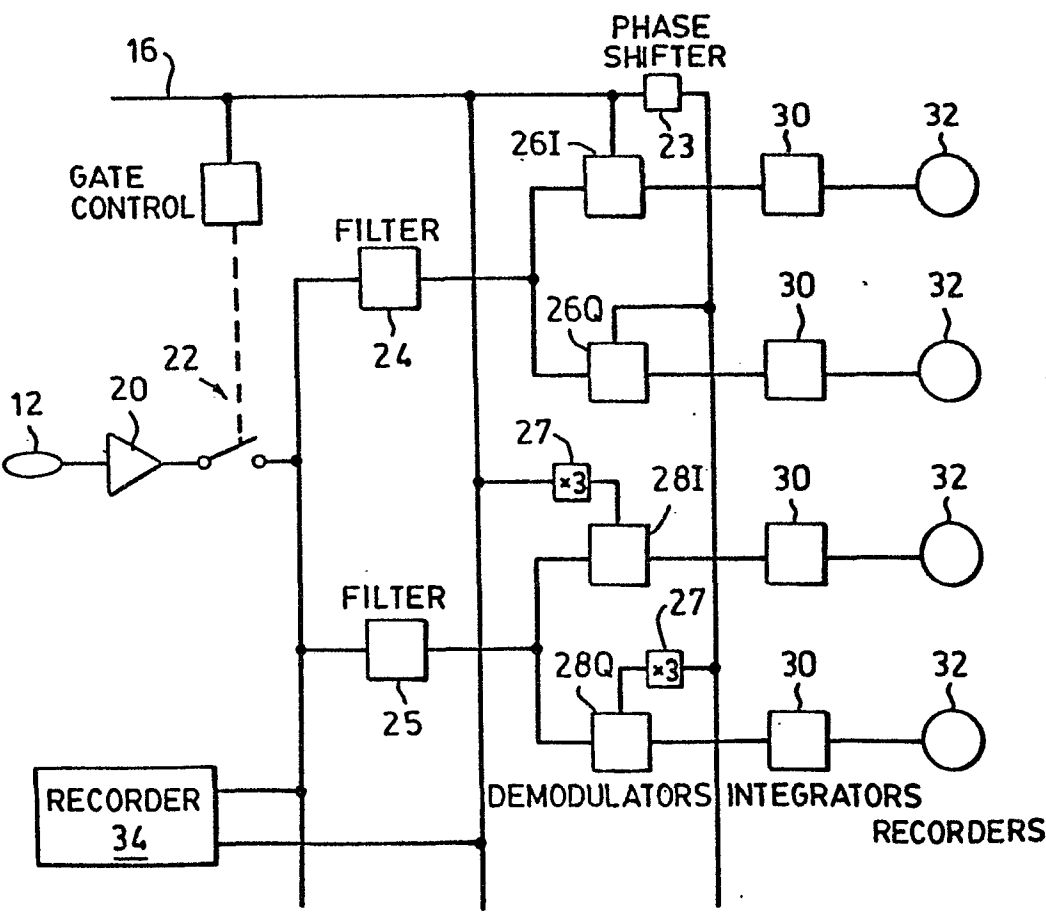 PHASE
SHIFTER
16
23
26I
30
32
GATE
CONTROL
FILTER
24
26Q
30
32
22
20
12
27
×3
28I
30
32
FILTER
25
27
×3
28Q
30
32
RECORDER
34
DEMODULATORS INTEGRATORS
RECORDERS